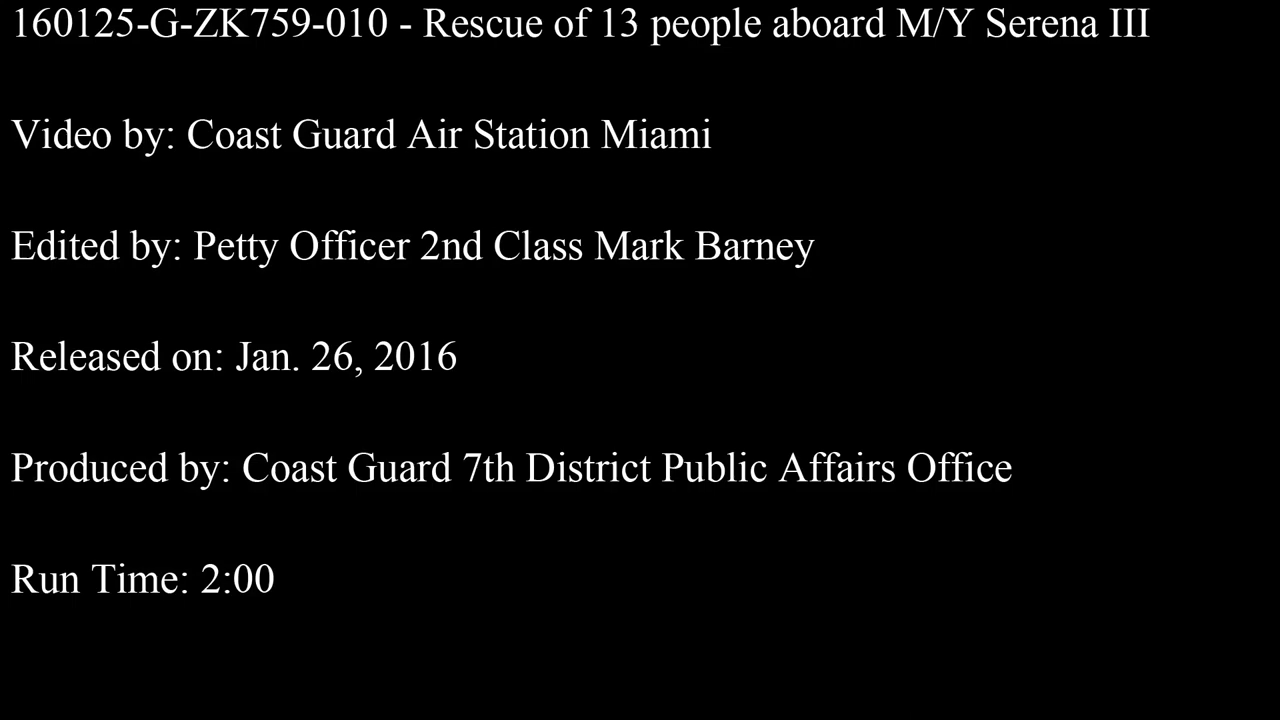 160125-G-ZK759-010 - Rescue of 13 people aboard M/Y Serena III
Video by: Coast Guard Air Station Miami
Edited by: Petty Officer 2nd Class Mark Barney
Released on: Jan. 26, 2016
Produced by: Coast Guard 7th District Public Affairs Office
Run Time: 2:00